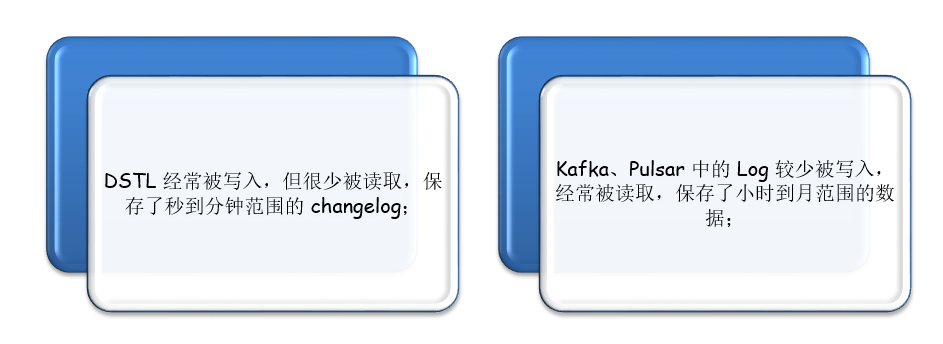 DSTL 经常被写入，但很少被读取，保
存了秒到分钟范围的 changelog；
Kafka、Pulsar 中的 Log 较少被写入，
经常被读取，保存了小时到月范围的数
据；